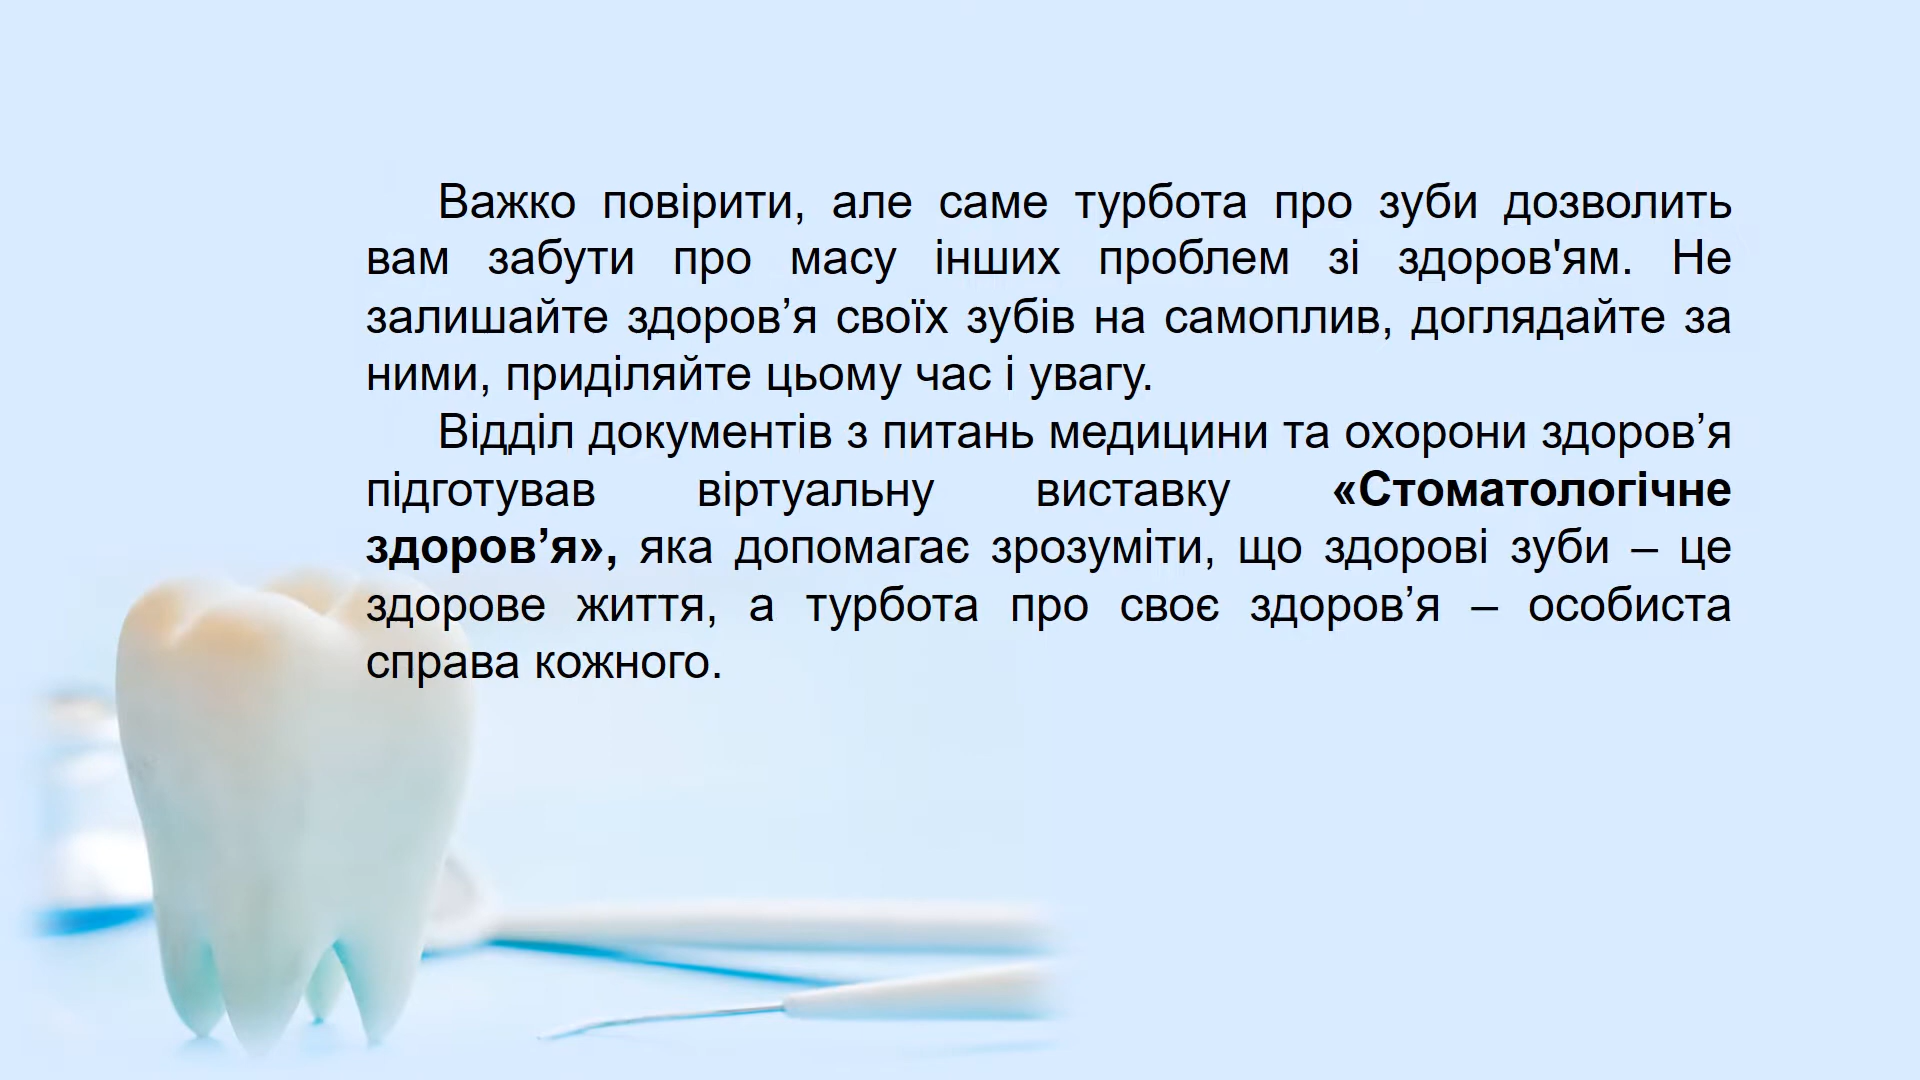 Важко повірити, але саме турбота про зуби дозволить
вам забути про масу інших проблем зі здоров'ям. Не
залишайте здоров’я своїх зубів на самоплив, доглядайте за
ними, приділяйте цьому час і увагу.
Відділ документів з питань медицини та охорони здоров’я
підготував віртуальну виставку «Стоматологічне
здоров’я», яка допомагає зрозуміти, що здорові зуби – це
здорове життя, а турбота про своє здоров’я – особиста
справа кожного.